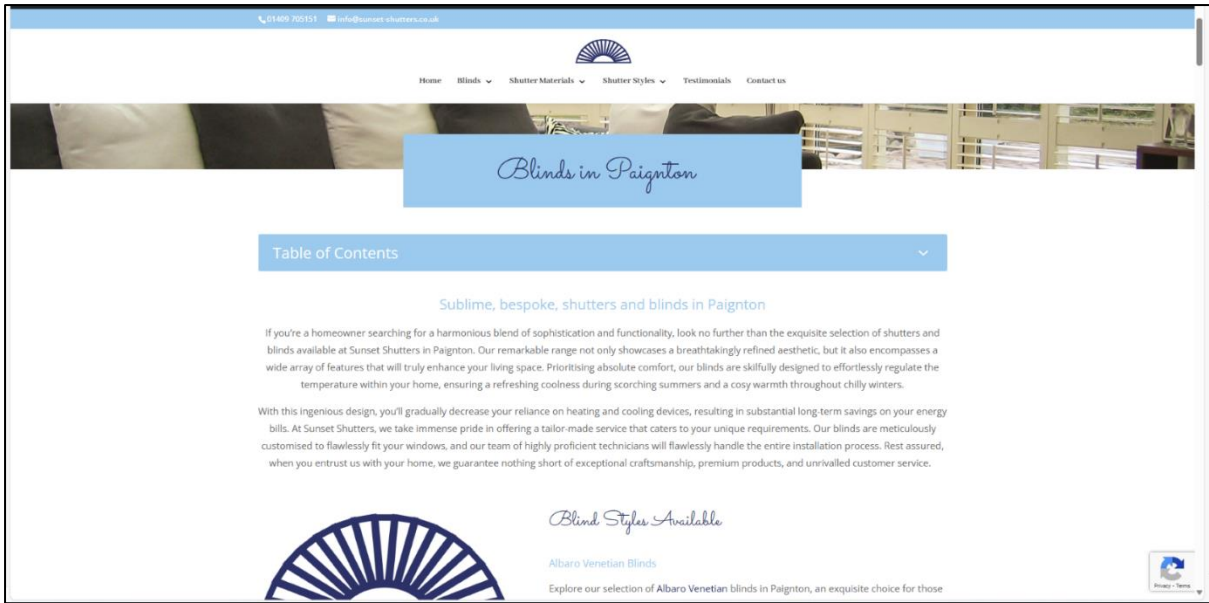 01409 705151 info@sunset-shutters.co.uk
Home Blinds Shutter Materials Shutter Styles Testimonials Contact us
Blinds in Paignton
Table of Contents
Sublime, bespoke, shutters and blinds in Paignton
If you're a homeowner searching for a harmonious blend of sophistication and functionality, look no further than the exquisite selection of shutters and
blinds available at Sunset Shutters in Paignton. Our remarkable range not only showcases a breathtakingly refined aesthetic, but it also encompasses a
wide array of features that will truly enhance your living space. Prioritising absolute comfort, our blinds are skilfully designed to effortlessly regulate the
temperature within your home, ensuring a refreshing coolness during scorching summers and a cosy warmth throughout chilly winters.
With this ingenious design, you'll gradually decrease your reliance on heating and cooling devices, resulting in substantial long-term savings on your energy
bills. At Sunset Shutters, we take immense pride in offering a tailor-made service that caters to your unique requirements. Our blinds are meticulously
customised to flawlessly fit your windows, and our team of highly proficient technicians will flawlessly handle the entire installation process. Rest assured,
when you entrust us with your home, we guarantee nothing short of exceptional craftsmanship, premium products, and unrivalled customer service.
Blind Styles Available
Albaro Venetian Blinds
Explore our selection of Albaro Venetian blinds in Paignton, an exquisite choice for those
Privacy - Terms